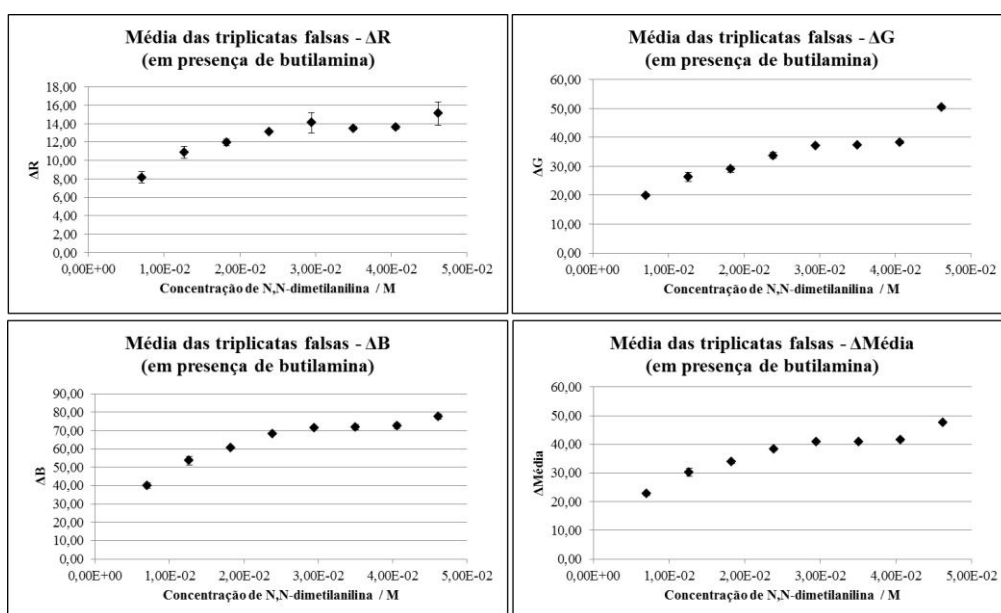 Média das triplicatas falsas - ΔR
(em presença de butilamina)
18,00
16,00
14,00
12,00
10,00
8,00
6,00
4,00
2,00
0,00
ΔR
0,00E+00 1,00E-02 2,00E-02 3,00E-02 4,00E-02 5,00E-02
Concentração de N,N-dimetilanilina / M
Média das triplicatas falsas - ΔG
(em presença de butilamina)
60,00
50,00
40,00
30,00
20,00
10,00
0,00
ΔG
0,00E+00 1,00E-02 2,00E-02 3,00E-02 4,00E-02 5,00E-02
Concentração de N,N-dimetilanilina / M
Média das triplicatas falsas - ΔB
(em presença de butilamina)
90,00
80,00
70,00
60,00
50,00
40,00
30,00
20,00
10,00
0,00
ΔB
0,00E+00 1,00E-02 2,00E-02 3,00E-02 4,00E-02 5,00E-02
Concentração de N,N-dimetilanilina / M
Média das triplicatas falsas - ΔMédia
(em presença de butilamina)
60,00
50,00
40,00
30,00
20,00
10,00
0,00
ΔMédia
0,00E+00 1,00E-02 2,00E-02 3,00E-02 4,00E-02 5,00E-02
Concentração de N,N-dimetilanilina / M